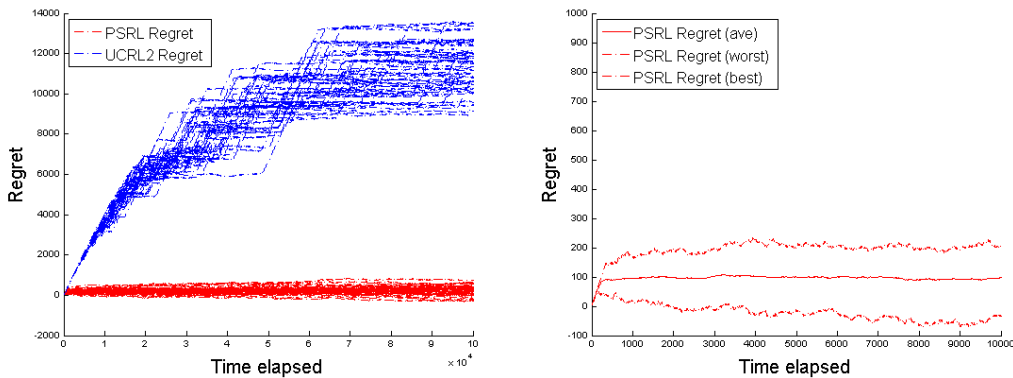 14000
12000
10000
8000
6000
4000
2000
0
-2000
Regret
PSRL Regret
UCRL2 Regret
0 1 2 3 4 5 6 7 8 9 10
× 10⁴
Time elapsed
1000
900
800
700
600
500
400
300
200
100
0
-100
Regret
PSRL Regret (ave)
PSRL Regret (worst)
PSRL Regret (best)
0 1000 2000 3000 4000 5000 6000 7000 8000 9000 10000
Time elapsed